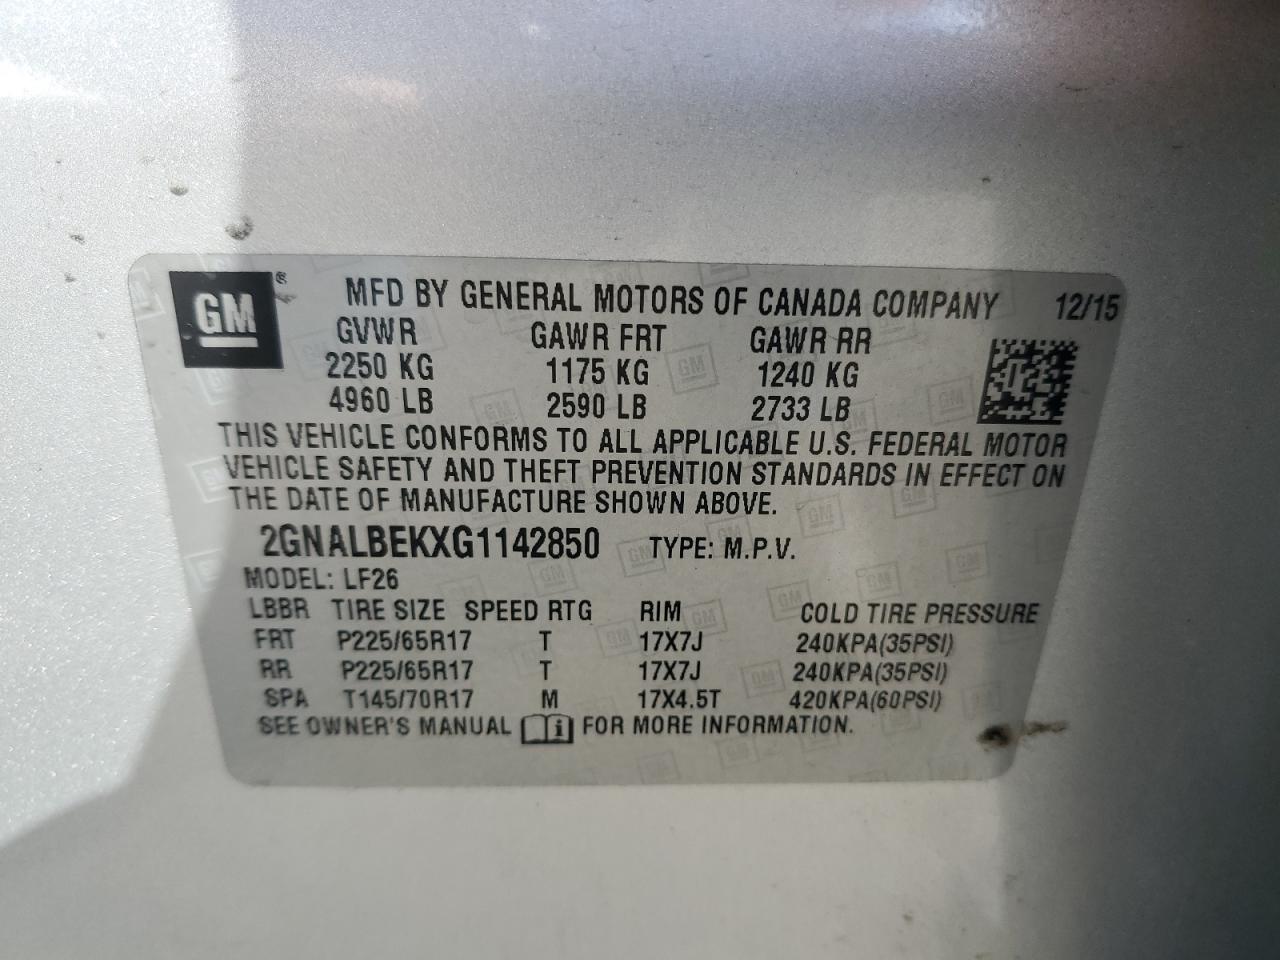 GM ® MFD BY GENERAL MOTORS OF CANADA COMPANY 12/15
GVWR GAWR FRT GAWR RR
2250 KG 1175 KG 1240 KG
4960 LB 2590 LB 2733 LB
THIS VEHICLE CONFORMS TO ALL APPLICABLE U.S. FEDERAL MOTOR
VEHICLE SAFETY AND THEFT PREVENTION STANDARDS IN EFFECT ON
THE DATE OF MANUFACTURE SHOWN ABOVE.
2GNALBEKXG1142850 TYPE: M.P.V.
MODEL: LF26
LBBR TIRE SIZE SPEED RTG RIM COLD TIRE PRESSURE
FRT P225/65R17 T 17X7J 240KPA(35PSI)
RR P225/65R17 T 17X7J 240KPA(35PSI)
SPA T145/70R17 M 17X4.5T 420KPA(60PSI)
SEE OWNER'S MANUAL i FOR MORE INFORMATION.